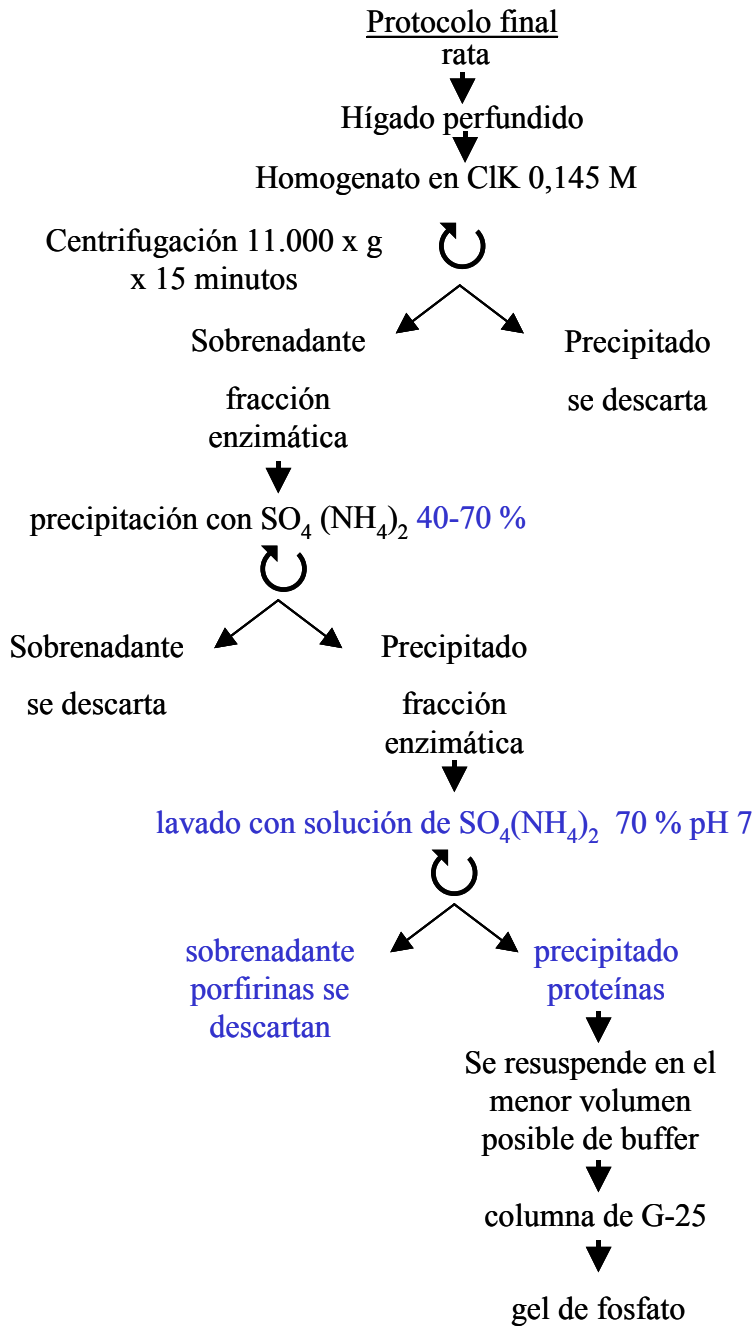 Protocolo final
rata
Hígado perfundido
Homogenato en ClK 0,145 M
Centrifugación 11.000 x g
x 15 minutos
Sobrenadante
Precipitado
fracción
enzimática
se descarta
precipitación con SO₄ (NH₄)₂ 40-70 %
Sobrenadante
Precipitado
se descarta
fracción
enzimática
lavado con solución de SO₄(NH₄)₂ 70 % pH 7
sobrenadante
porfirinas se
descartan
precipitado
proteínas
Se resuspende en el
menor volumen
posible de buffer
columna de G-25
gel de fosfato